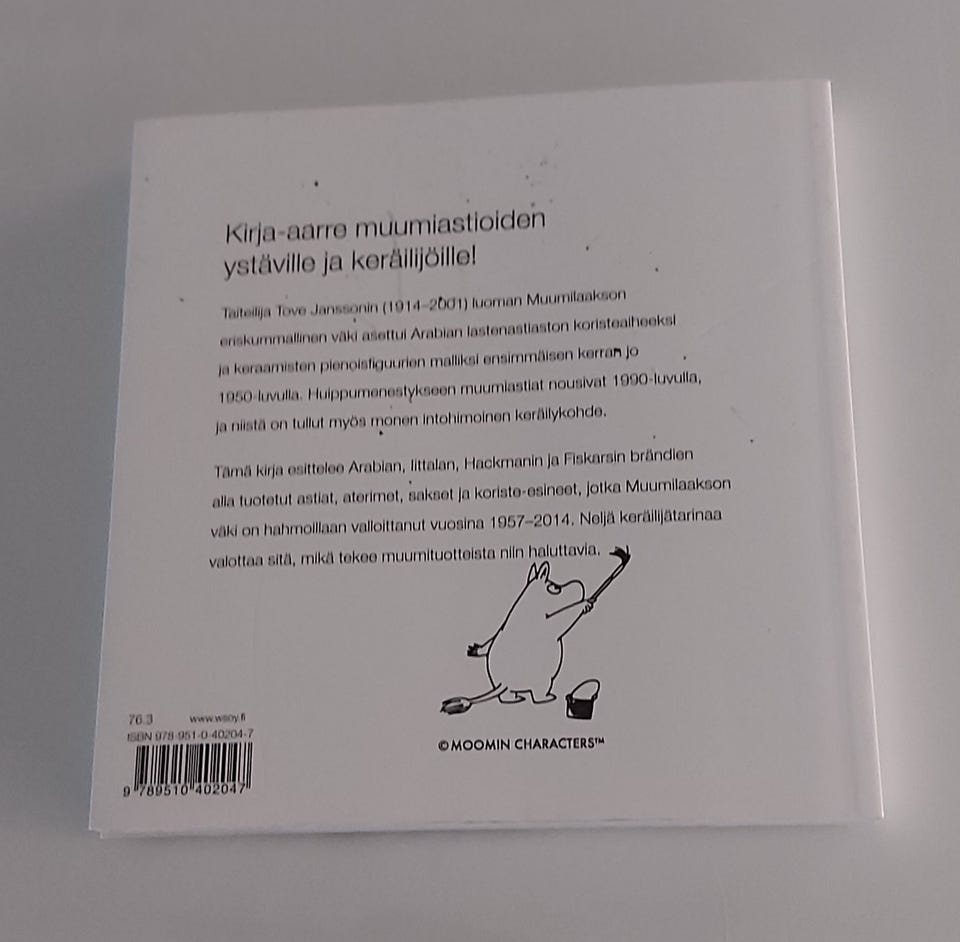 Kirja-aarre muumiastioiden
ystäville ja keräilijöille!
Taiteilija Tove Janssonin (1914–2001) luoman Muumilaakson
eriskummallinen väki asettui Arabian lastenastiaston koristeaiheeksi
ja keraamisten pienoisfiguurien malliksi ensimmäisen kerran jo
1950-luvulla. Huippumenestykseen muumiastiat nousivat 1990-luvulla,
ja niistä on tullut myös monen intohimoinen keräilykohde.
Tämä kirja esittelee Arabian, Iittalan, Hackmanin ja Fiskarsin brändien
alla tuotetut astiat, aterimet, sakset ja koriste-esineet, jotka Muumilaakson
väki on hahmoillaan valloittanut vuosina 1957–2014. Neljä keräilijätarinaa
valottaa sitä, mikä tekee muumituotteista niin haluttavia.
76.3 www.wsoy.fi
ISBN 978-951-0-40204-7
9 789510 402047
© MOOMIN CHARACTERS™